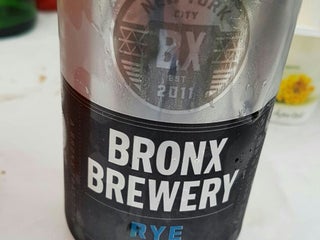 NEW YORK
CITY
BX
EST
2011
BRONX
BREWERY
RYE